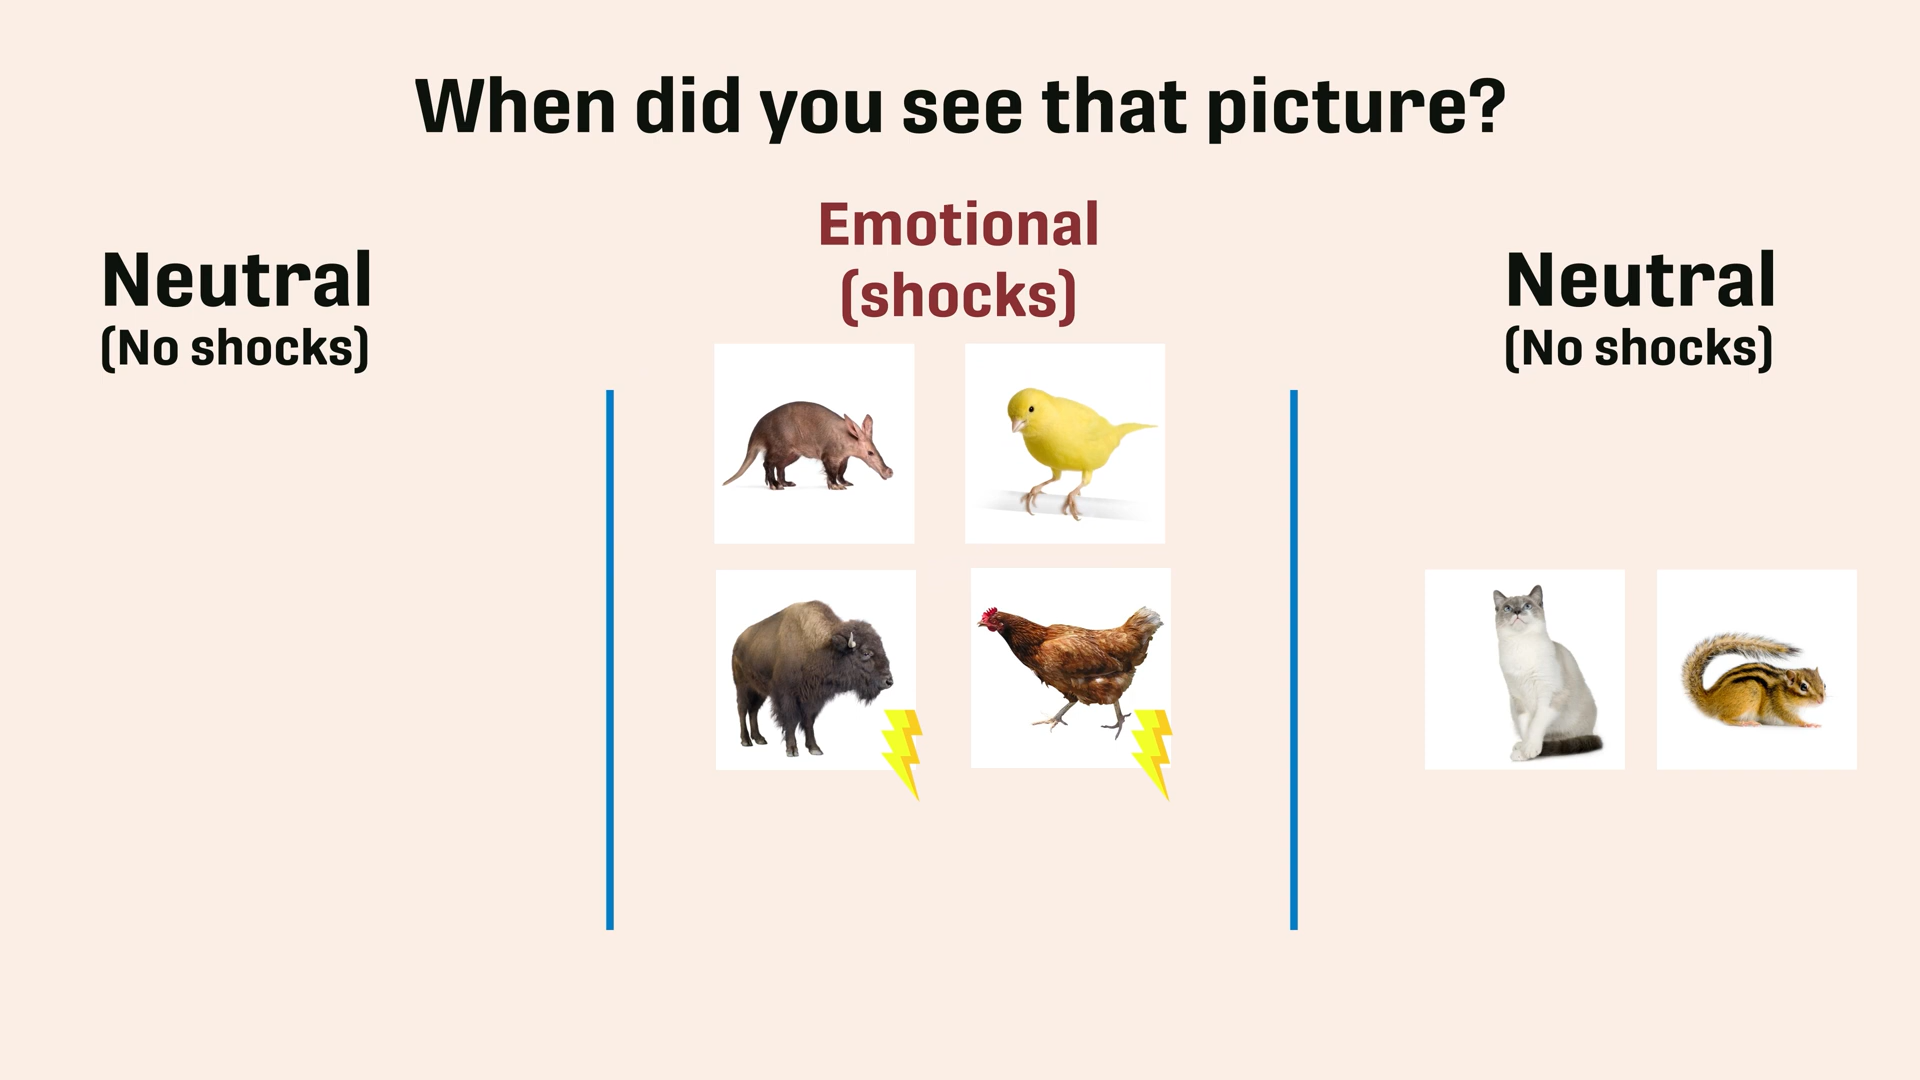 When did you see that picture?
Neutral
(No shocks)
Emotional
(shocks)
Neutral
(No shocks)